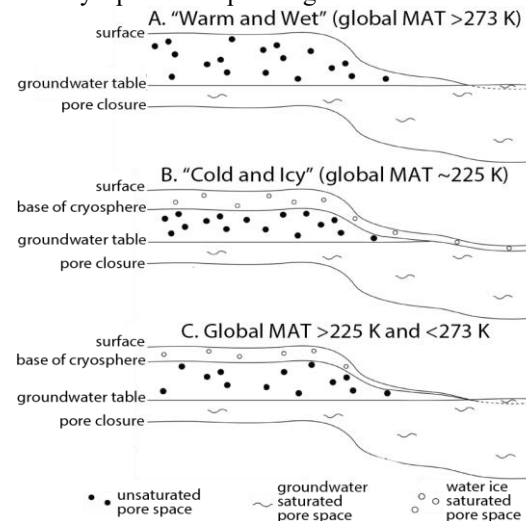 A. "Warm and Wet" (global MAT >273 K)
surface
groundwater table
pore closure
B. "Cold and Icy" (global MAT ~225 K)
surface
base of cryosphere
groundwater table
pore closure
C. Global MAT >225 K and <273 K
surface
base of cryosphere
groundwater table
pore closure
unsaturated
pore space
groundwater
saturated
pore space
water ice
saturated
pore space